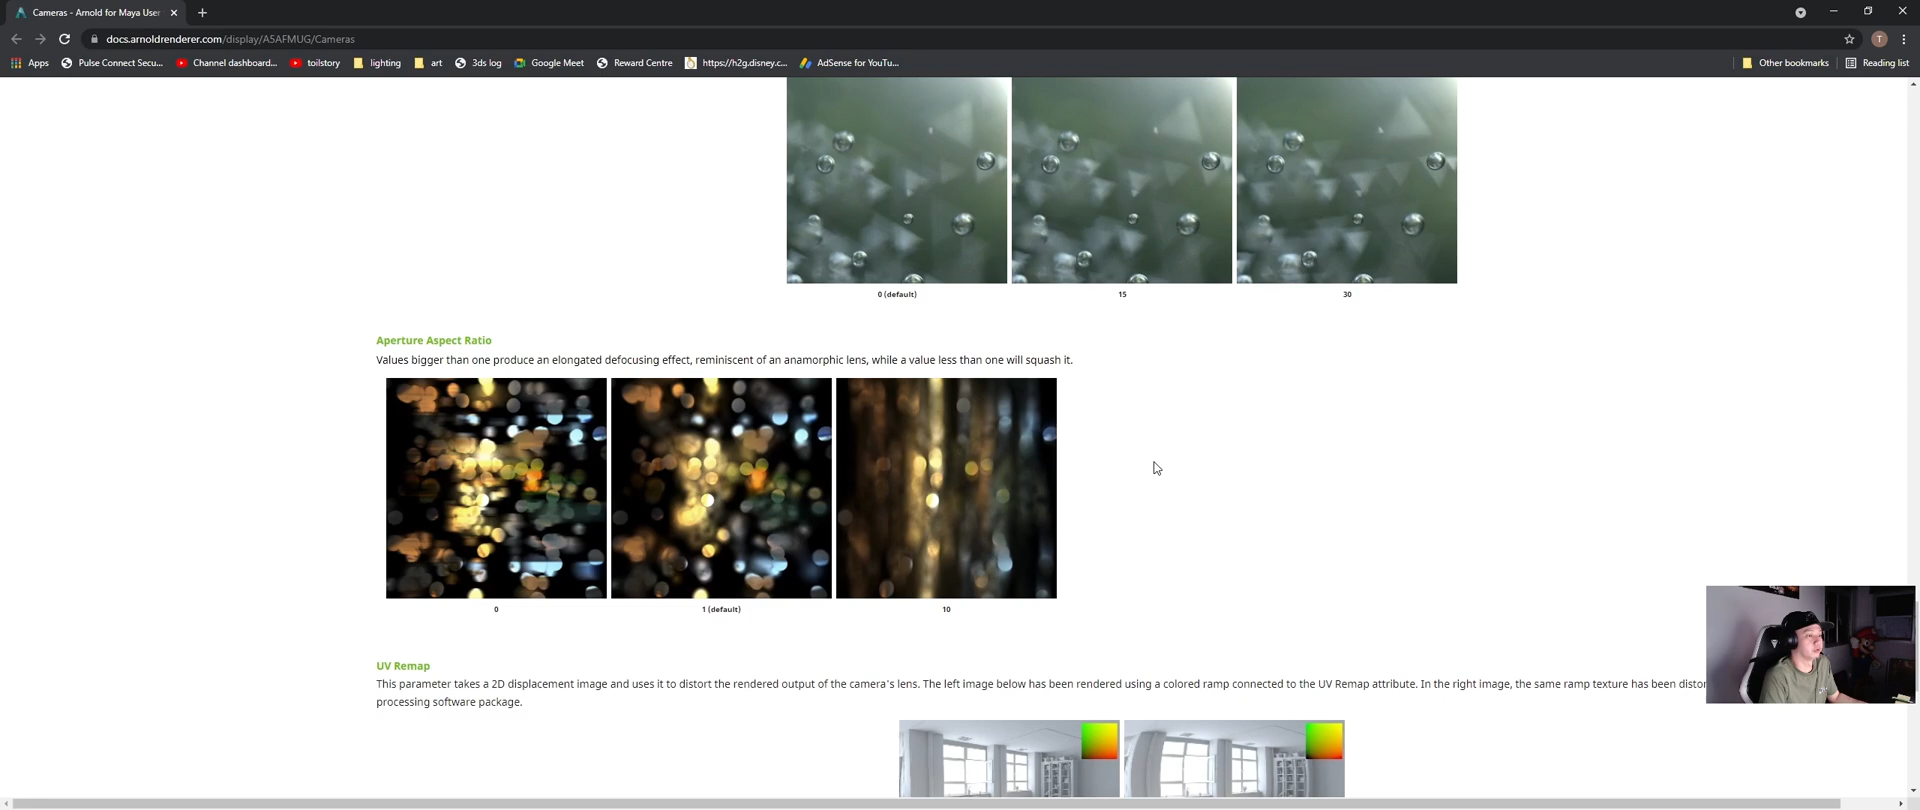 Cameras - Arnold for Maya User
docs.arnoldrenderer.com/display/A5AFMUG/Cameras
T
Apps Pulse Connect Secu... Channel dashboard... toilstory lighting art 3ds log Google Meet Reward Centre https://h2g.disney.c... AdSense for YouTu... Other bookmarks Reading list
0 (default) 15 30
Aperture Aspect Ratio
Values bigger than one produce an elongated defocusing effect, reminiscent of an anamorphic lens, while a value less than one will squash it.
0 1 (default) 10
UV Remap
This parameter takes a 2D displacement image and uses it to distort the rendered output of the camera's lens. The left image below has been rendered using a colored ramp connected to the UV Remap attribute. In the right image, the same ramp texture has been distor
processing software package.